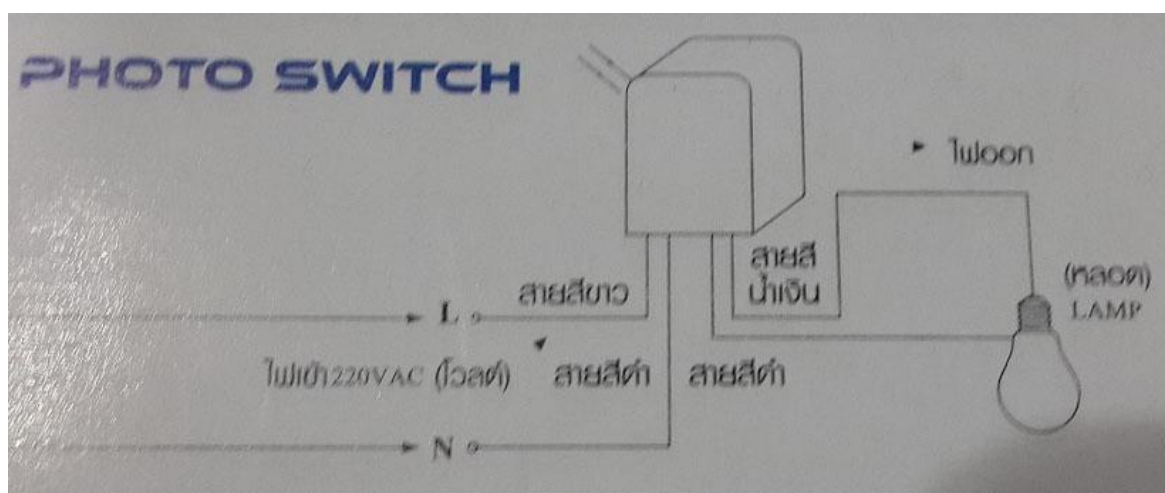 PHOTO SWITCH
ไฟออก
สายสี
น้ำเงิน
(หลอด)
LAMP
สายสีขาว
L
ไฟเข้า220VAC (โวลต์)
สายสีดำ
สายสีดำ
N